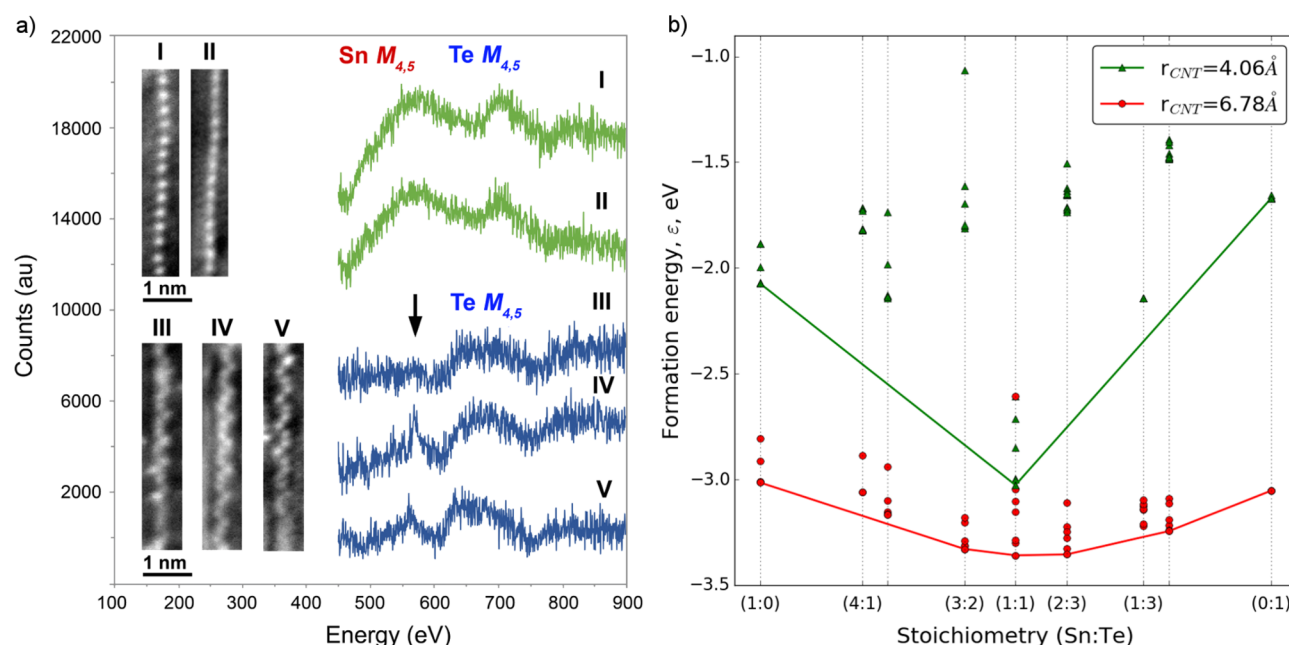 a)
22000
18000
14000
10000
6000
2000
Counts (au)
100 200 300 400 500 600 700 800 900
Energy (eV)
I II
1 nm
III IV V
1 nm
Sn M4,5 Te M4,5
I
II
Te M4,5 III
IV
V
b)
−1.0
−1.5
−2.0
−2.5
−3.0
−3.5
Formation energy, ε, eV
rCNT=4.06Å
rCNT=6.78Å
(1:0) (4:1) (3:2) (1:1) (2:3) (1:3) (0:1)
Stoichiometry (Sn:Te)